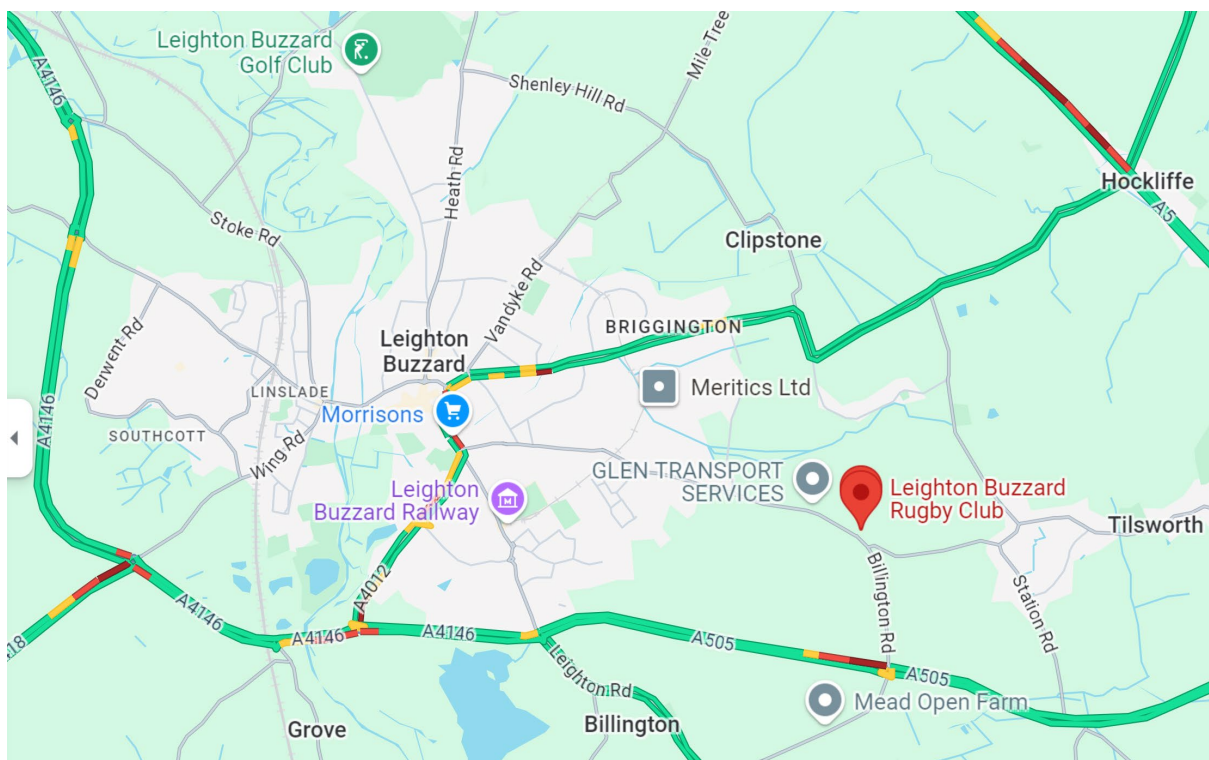 Leighton Buzzard
Golf Club
A4146
Mile Tree
Shenley Hill Rd
Heath Rd
Hockliffe
A5
Stoke Rd
Clipstone
Vandyke Rd
BRIGGINGTON
Derwent Rd
Leighton
Buzzard
LINSLADE
Meritics Ltd
Morrisons
A4146
SOUTHCOTT
Wing Rd
GLEN TRANSPORT
SERVICES
Leighton
Buzzard Railway
Leighton Buzzard
Rugby Club
Tilsworth
A4012
Billington Rd
Station Rd
A4146
A4146
A4146
A505
A505
418
Leighton Rd
Mead Open Farm
Grove
Billington